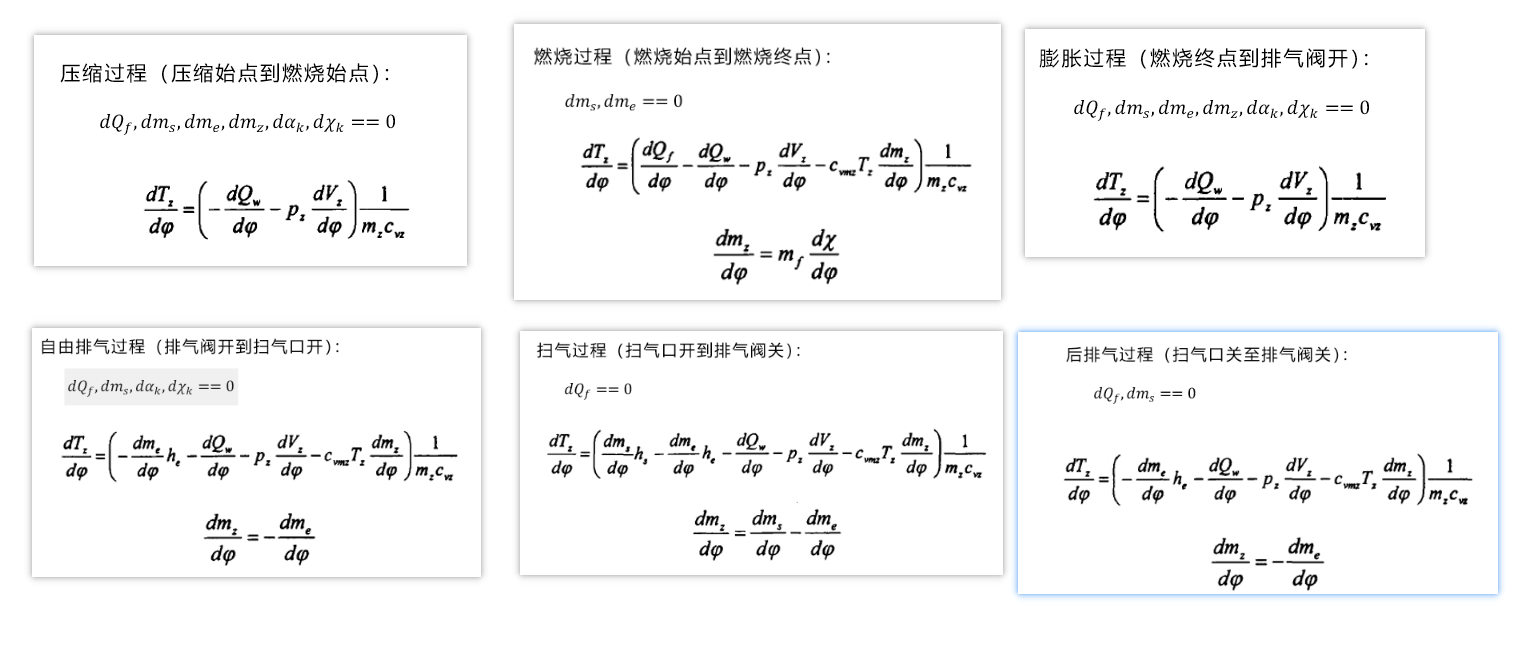 压缩过程（压缩始点到燃烧始点）：
dQ_f, dm_s, dm_e, dm_z, dα_k, dχ_k == 0
dT_z/dφ = (− dQ_w/dφ − p_z dV_z/dφ) 1/(m_z c_vz)
燃烧过程（燃烧始点到燃烧终点）：
dm_s, dm_e == 0
dT_z/dφ = (dQ_f/dφ − dQ_w/dφ − p_z dV_z/dφ − c_vmz T_z dm_z/dφ) 1/(m_z c_vz)
dm_z/dφ = m_f dχ/dφ
膨胀过程（燃烧终点到排气阀开）：
dQ_f, dm_s, dm_e, dm_z, dα_k, dχ_k == 0
dT_z/dφ = (− dQ_w/dφ − p_z dV_z/dφ) 1/(m_z c_vz)
自由排气过程（排气阀开到扫气口开）：
dQ_f, dm_s, dα_k, dχ_k == 0
dT_z/dφ = (− dm_e/dφ h_e − dQ_w/dφ − p_z dV_z/dφ − c_vmz T_z dm_z/dφ) 1/(m_z c_vz)
dm_z/dφ = − dm_e/dφ
扫气过程（扫气口开到排气阀关）：
dQ_f == 0
dT_z/dφ = (dm_s/dφ h_s − dm_e/dφ h_e − dQ_w/dφ − p_z dV_z/dφ − c_vmz T_z dm_z/dφ) 1/(m_z c_vz)
dm_z/dφ = dm_s/dφ − dm_e/dφ
后排气过程（扫气口关至排气阀关）：
dQ_f, dm_s == 0
dT_z/dφ = (− dm_e/dφ h_e − dQ_w/dφ − p_z dV_z/dφ − c_vmz T_z dm_z/dφ) 1/(m_z c_vz)
dm_z/dφ = − dm_e/dφ